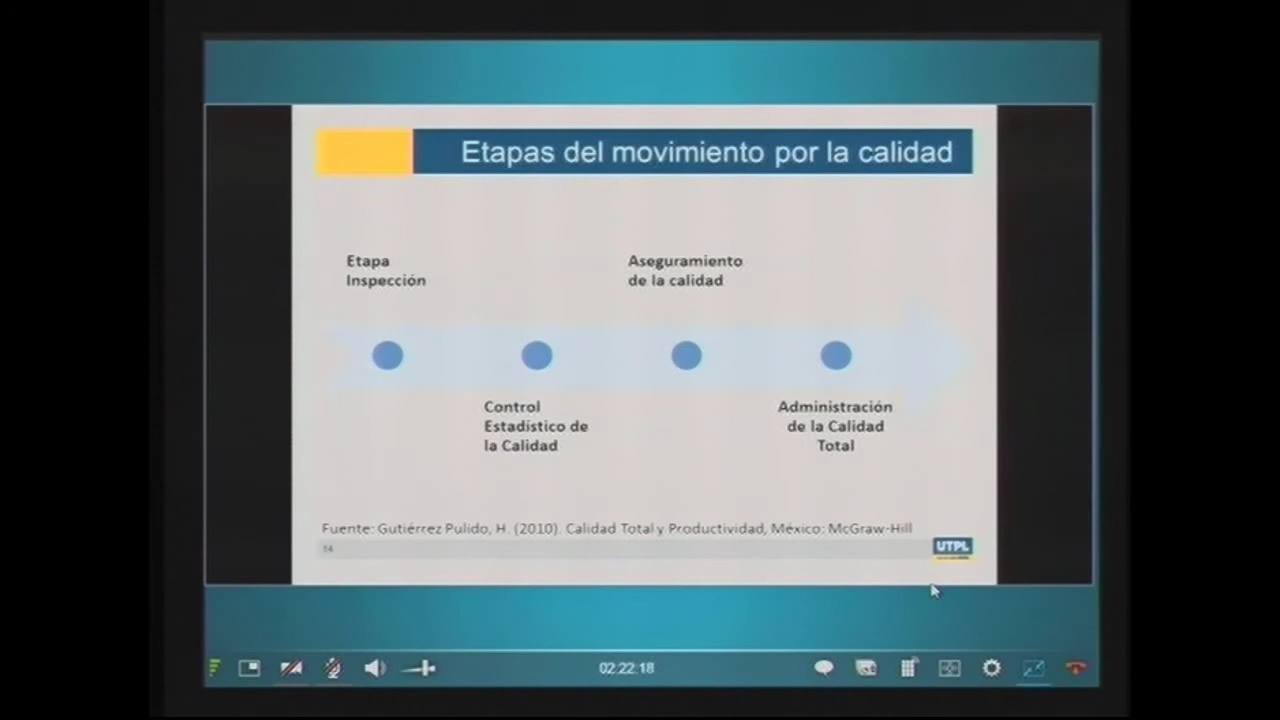 Etapas del movimiento por la calidad
Etapa
Inspección
Aseguramiento
de la calidad
Control
Estadístico de
la Calidad
Administración
de la Calidad
Total
Fuente: Gutiérrez Pulido, H. (2010). Calidad Total y Productividad, México: McGraw-Hill
14
UTPL
02:22:18